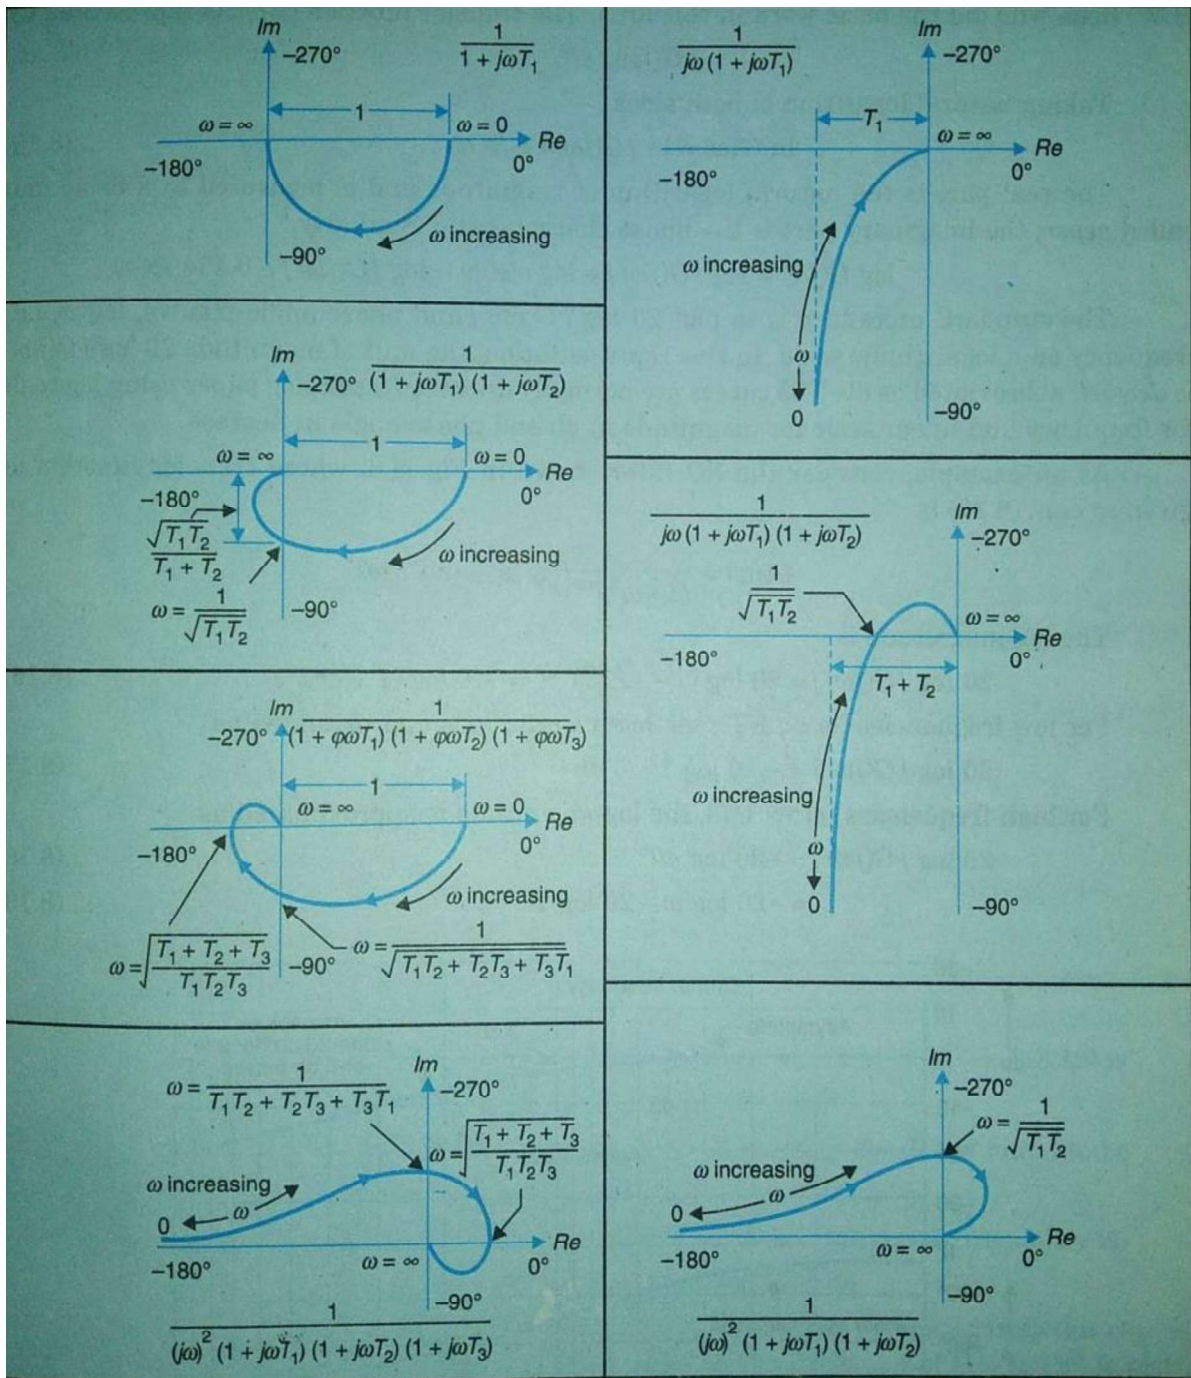 Im
-270°
1
1 + jωT₁
1
ω = ∞
ω = 0
Re
-180°
0°
ω increasing
-90°
Im
-270°
1
(1 + jωT₁) (1 + jωT₂)
1
ω = ∞
ω = 0
Re
-180°
0°
√T₁T₂
T₁ + T₂
ω increasing
ω = 1
√T₁T₂
-90°
Im
-270°
1
(1 + φωT₁) (1 + φωT₂) (1 + φωT₃)
1
ω = ∞
ω = 0
Re
-180°
0°
ω increasing
ω = √T₁ + T₂ + T₃
T₁T₂T₃
-90°
ω = 1
√T₁T₂ + T₂T₃ + T₃T₁
Im
ω = 1
T₁T₂ + T₂T₃ + T₃T₁
-270°
ω = √T₁ + T₂ + T₃
T₁T₂T₃
ω increasing
0
ω
Re
-180°
ω = ∞
0°
-90°
1
(jω)² (1 + jωT₁) (1 + jωT₂) (1 + jωT₃)
1
jω (1 + jωT₁)
Im
-270°
T₁
ω = ∞
Re
-180°
0°
ω increasing
ω
0
-90°
1
jω (1 + jωT₁) (1 + jωT₂)
Im
-270°
1
√T₁T₂
ω = ∞
Re
-180°
0°
T₁ + T₂
ω increasing
ω
0
-90°
Im
-270°
ω = 1
√T₁T₂
ω increasing
ω
0
ω = ∞
Re
-180°
0°
-90°
1
(jω)² (1 + jωT₁) (1 + jωT₂)